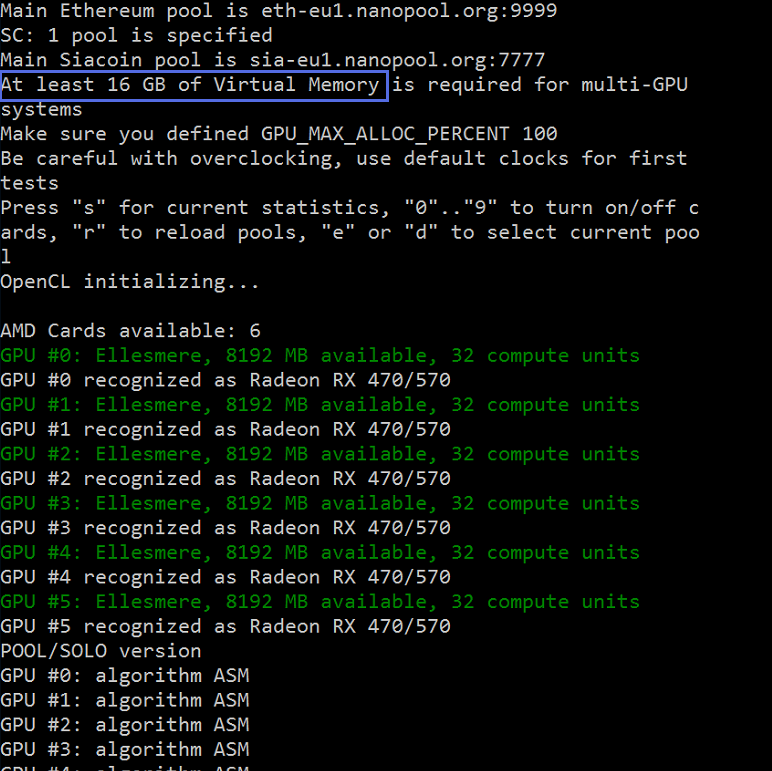 Main Ethereum pool is eth-eu1.nanopool.org:9999
SC: 1 pool is specified
Main Siacoin pool is sia-eu1.nanopool.org:7777
At least 16 GB of Virtual Memory is required for multi-GPU
systems
Make sure you defined GPU_MAX_ALLOC_PERCENT 100
Be careful with overclocking, use default clocks for first
tests
Press "s" for current statistics, "0".."9" to turn on/off c
ards, "r" to reload pools, "e" or "d" to select current poo
l
OpenCL initializing...
AMD Cards available: 6
GPU #0: Ellesmere, 8192 MB available, 32 compute units
GPU #0 recognized as Radeon RX 470/570
GPU #1: Ellesmere, 8192 MB available, 32 compute units
GPU #1 recognized as Radeon RX 470/570
GPU #2: Ellesmere, 8192 MB available, 32 compute units
GPU #2 recognized as Radeon RX 470/570
GPU #3: Ellesmere, 8192 MB available, 32 compute units
GPU #3 recognized as Radeon RX 470/570
GPU #4: Ellesmere, 8192 MB available, 32 compute units
GPU #4 recognized as Radeon RX 470/570
GPU #5: Ellesmere, 8192 MB available, 32 compute units
GPU #5 recognized as Radeon RX 470/570
POOL/SOLO version
GPU #0: algorithm ASM
GPU #1: algorithm ASM
GPU #2: algorithm ASM
GPU #3: algorithm ASM
GPU #4: algorithm ASM